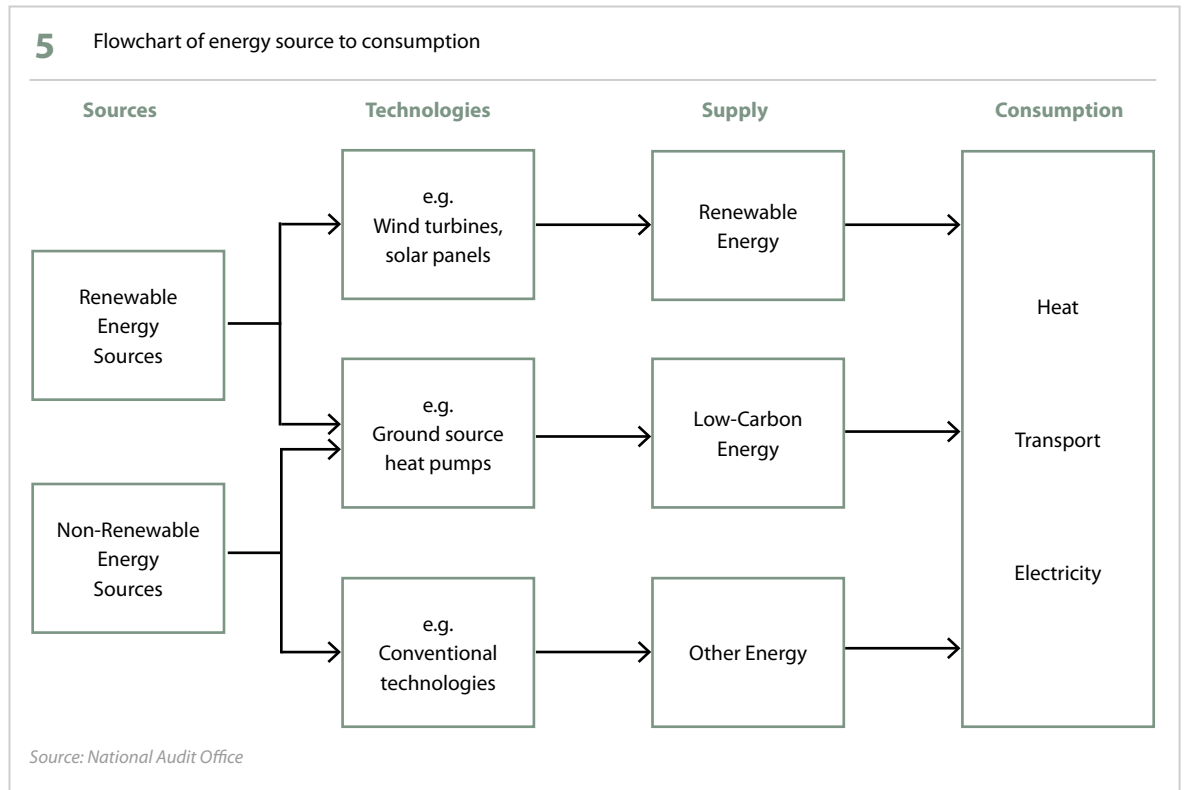 5 Flowchart of energy source to consumption
Sources Technologies Supply Consumption
Renewable
Energy
Sources
Non-Renewable
Energy
Sources
e.g.
Wind turbines,
solar panels
e.g.
Ground source
heat pumps
e.g.
Conventional
technologies
Renewable
Energy
Low-Carbon
Energy
Other Energy
Heat
Transport
Electricity
Source: National Audit Office